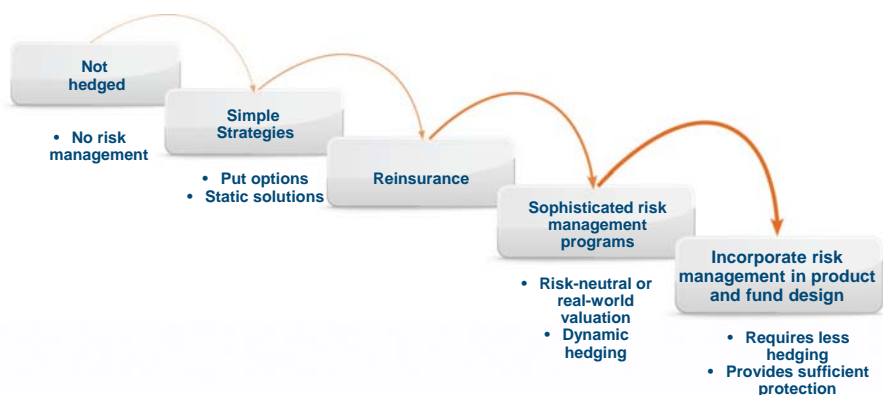 Not
hedged
• No risk
management
Simple
Strategies
• Put options
• Static solutions
Reinsurance
Sophisticated risk
management
programs
• Risk-neutral or
real-world
valuation
• Dynamic
hedging
Incorporate risk
management in product
and fund design
• Requires less
hedging
• Provides sufficient
protection